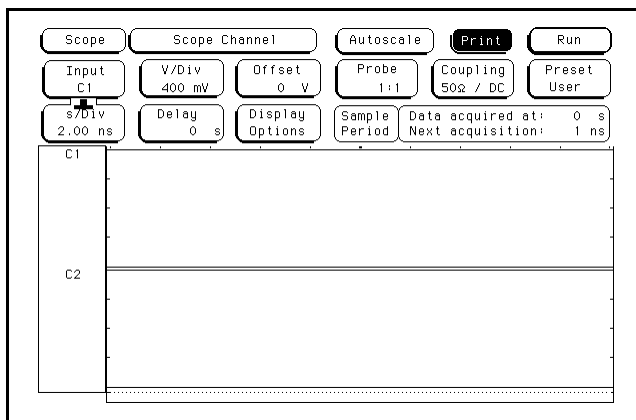 Scope Scope Channel Autoscale Print Run
Input V/Div Offset Probe Coupling Preset
C1 400 mV 0 V 1:1 50Ω / DC User
s/Div Delay Display Sample Data acquired at: 0 s
2.00 ns 0 s Options Period Next acquisition: 1 ns
C1
C2